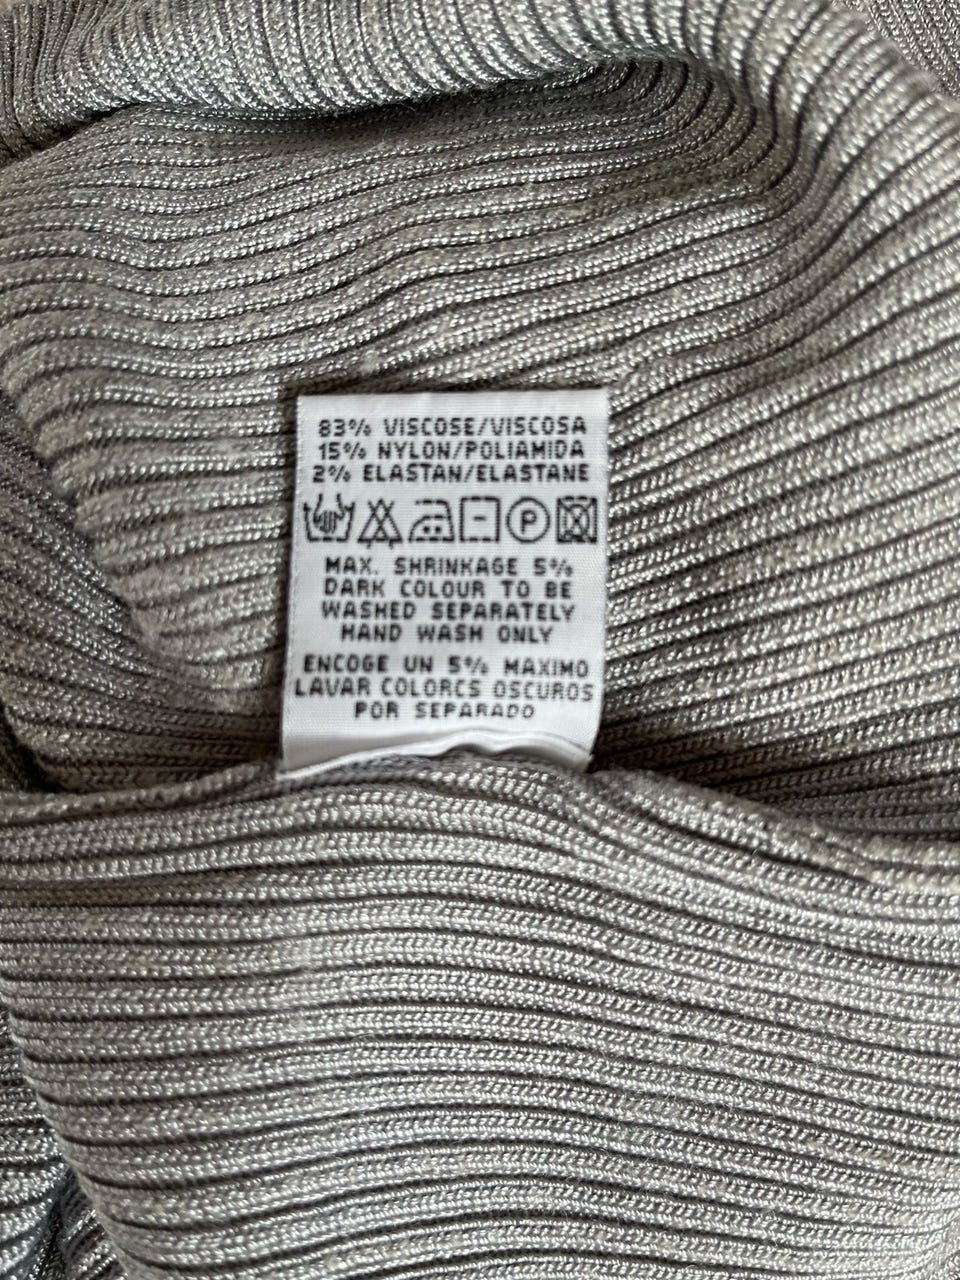 83% VISCOSE/VISCOSA
15% NYLON/POLIAMIDA
2% ELASTAN/ELASTANE
P
MAX. SHRINKAGE 5%
DARK COLOUR TO BE
WASHED SEPARATELY
HAND WASH ONLY
ENCOGE UN 5% MAXIMO
LAVAR COLORCS OSCUROS
POR SEPARADO